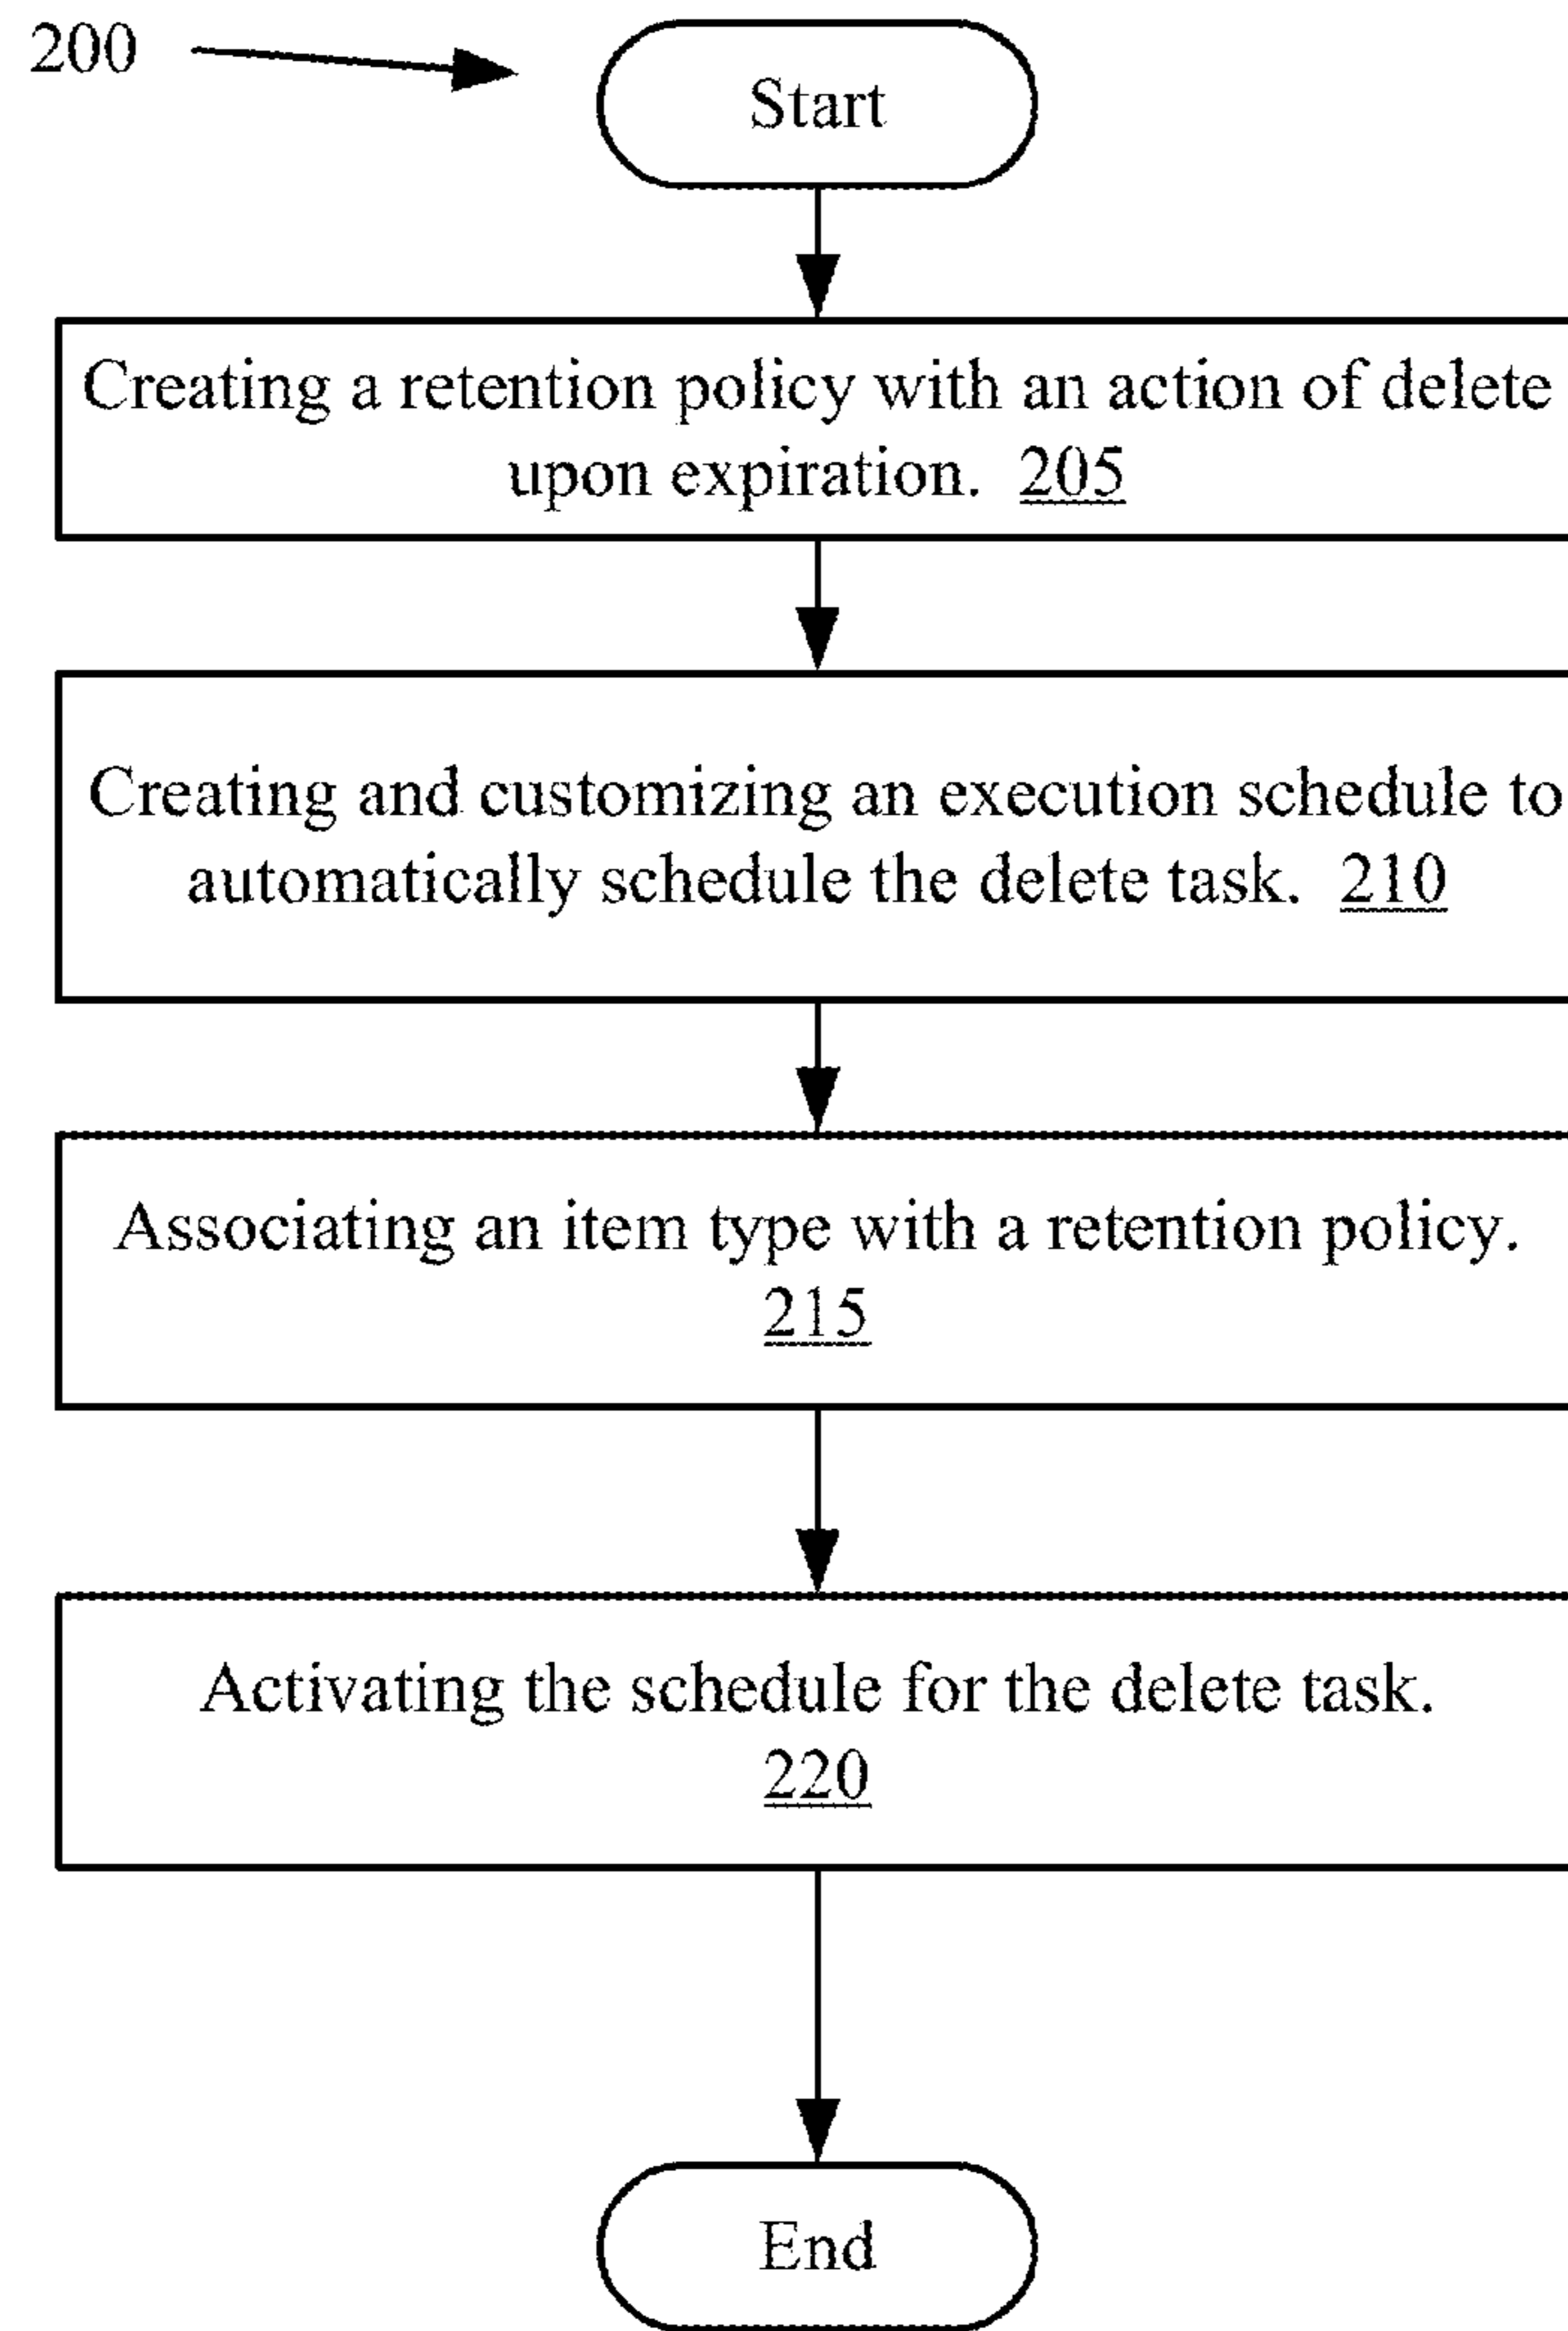 200
Start
Creating a retention policy with an action of delete
upon expiration. 205
Creating and customizing an execution schedule to
automatically schedule the delete task. 210
Associating an item type with a retention policy.
215
Activating the schedule for the delete task.
220
End